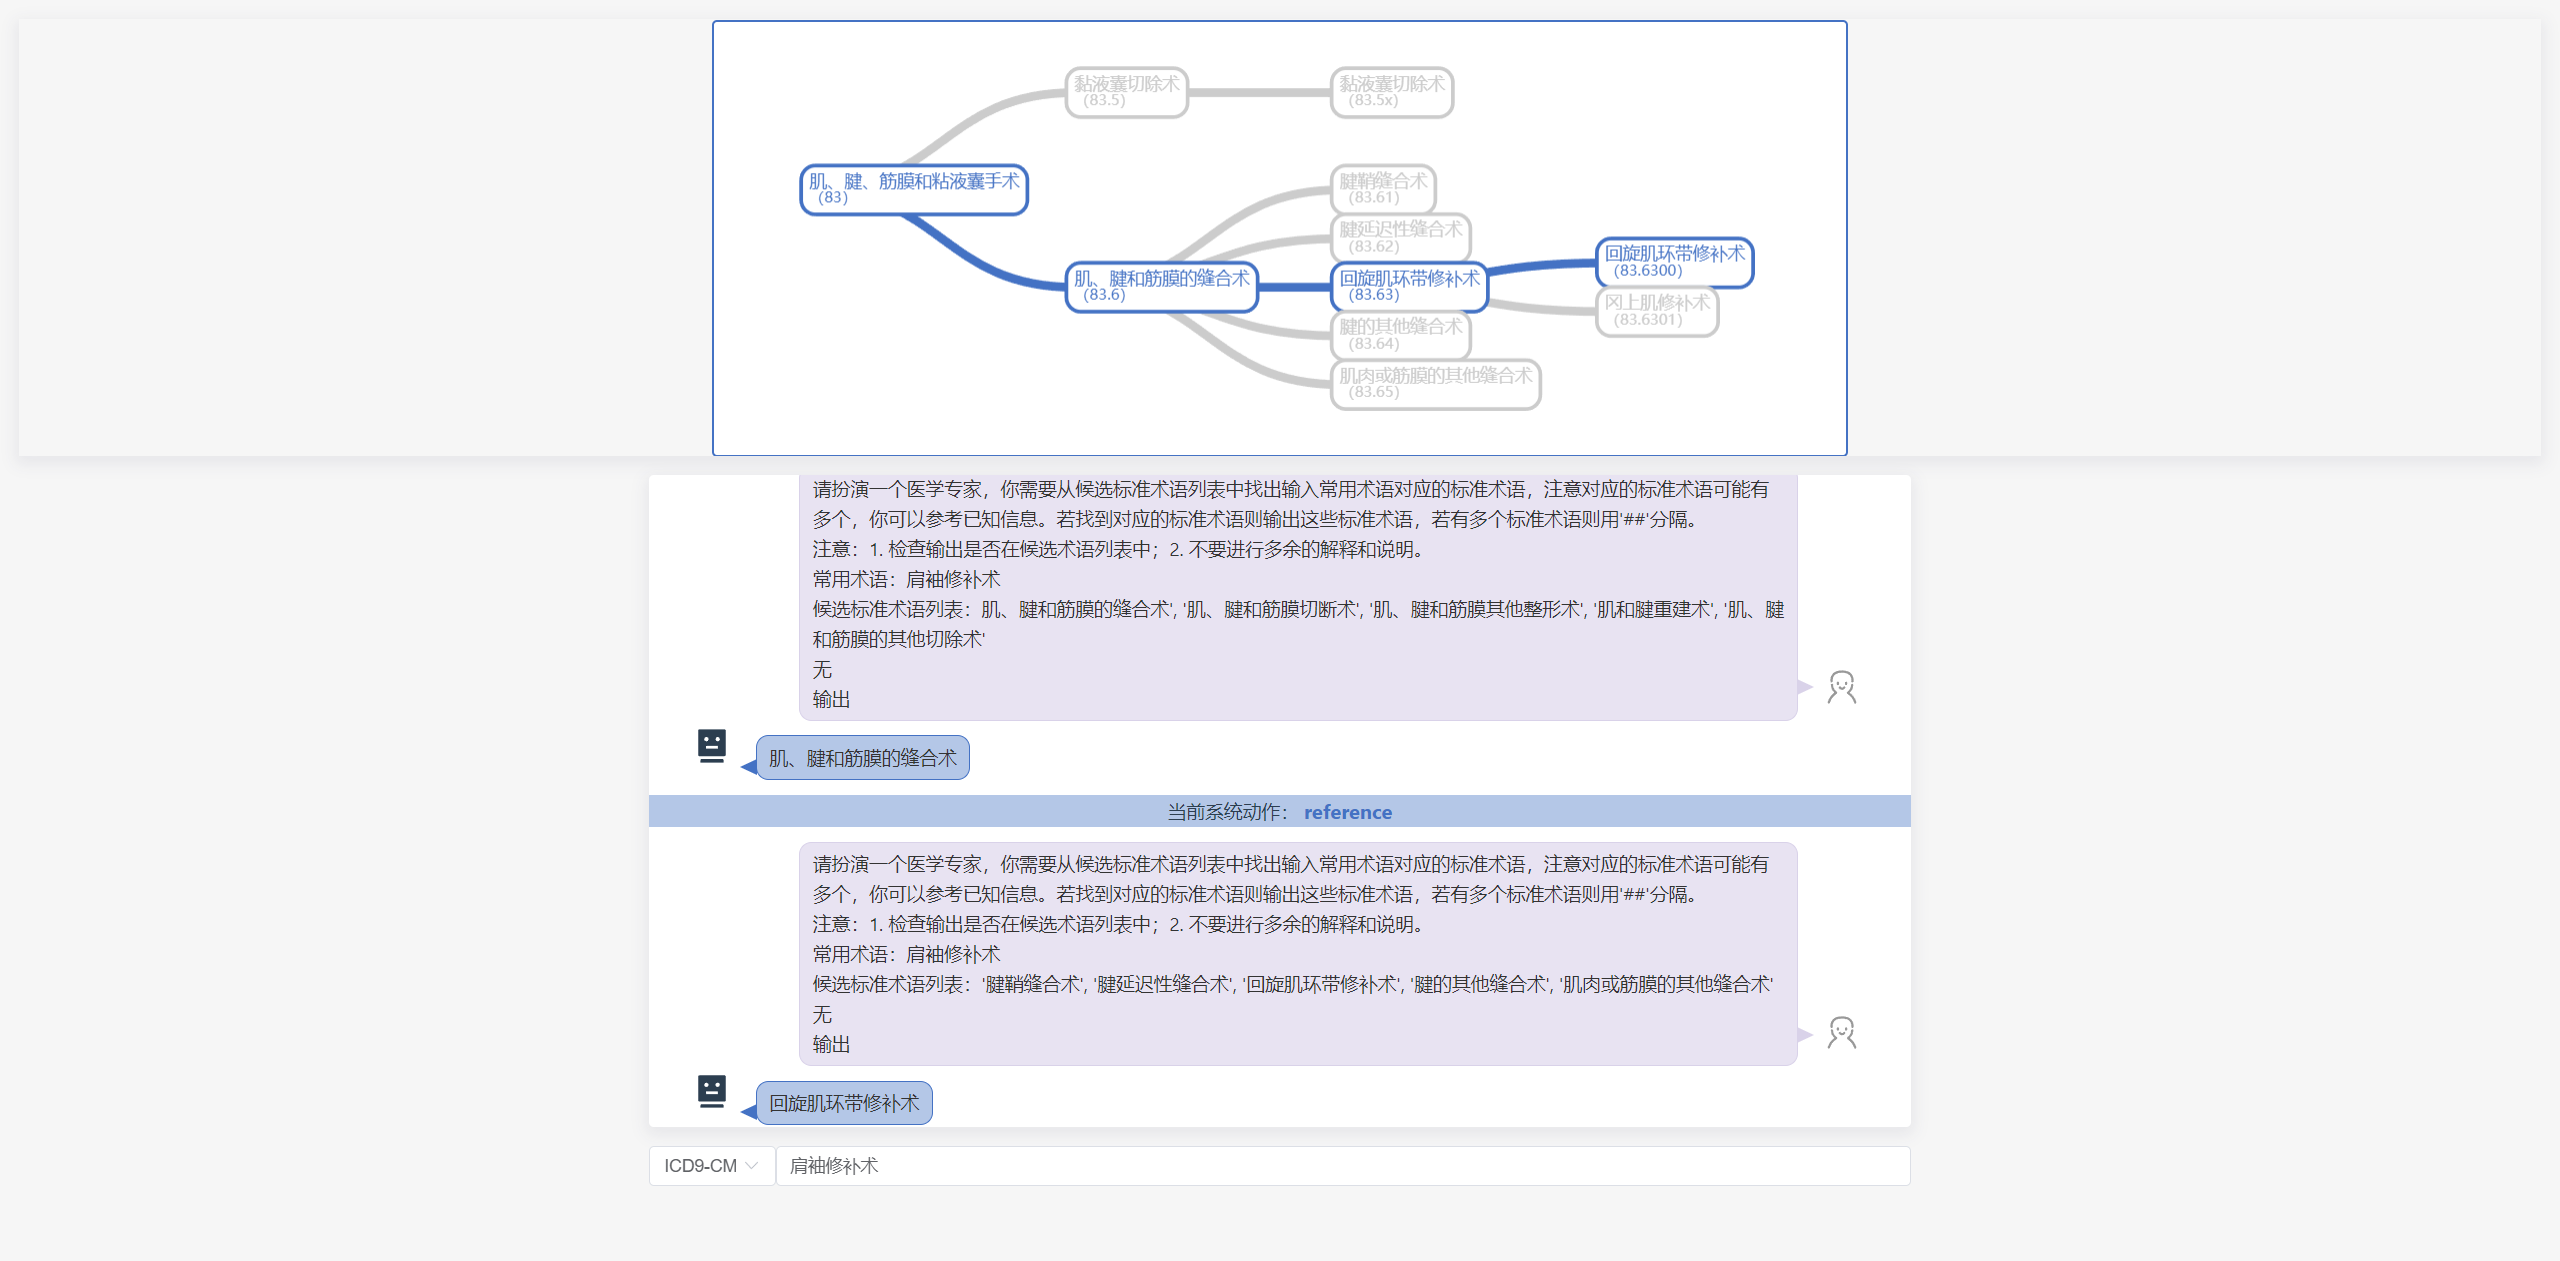 黏液囊切除术
(83.5)
黏液囊切除术
(83.5x)
肌、腱、筋膜和粘液囊手术
(83)
腱鞘缝合术
(83.61)
腱延迟性缝合术
(83.62)
肌、腱和筋膜的缝合术
(83.6)
回旋肌环带修补术
(83.63)
回旋肌环带修补术
(83.6300)
冈上肌修补术
(83.6301)
腱的其他缝合术
(83.64)
肌肉或筋膜的其他缝合术
(83.65)
请扮演一个医学专家，你需要从候选标准术语列表中找出输入常用术语对应的标准术语，注意对应的标准术语可能有
多个，你可以参考已知信息。若找到对应的标准术语则输出这些标准术语，若有多个标准术语则用'##'分隔。
注意：1. 检查输出是否在候选术语列表中；2. 不要进行多余的解释和说明。
常用术语：肩袖修补术
候选标准术语列表：肌、腱和筋膜的缝合术', '肌、腱和筋膜切断术', '肌、腱和筋膜其他整形术', '肌和腱重建术', '肌、腱
和筋膜的其他切除术'
无
输出
肌、腱和筋膜的缝合术
当前系统动作： reference
请扮演一个医学专家，你需要从候选标准术语列表中找出输入常用术语对应的标准术语，注意对应的标准术语可能有
多个，你可以参考已知信息。若找到对应的标准术语则输出这些标准术语，若有多个标准术语则用'##'分隔。
注意：1. 检查输出是否在候选术语列表中；2. 不要进行多余的解释和说明。
常用术语：肩袖修补术
候选标准术语列表：'腱鞘缝合术', '腱延迟性缝合术', '回旋肌环带修补术', '腱的其他缝合术', '肌肉或筋膜的其他缝合术'
无
输出
回旋肌环带修补术
ICD9-CM 肩袖修补术